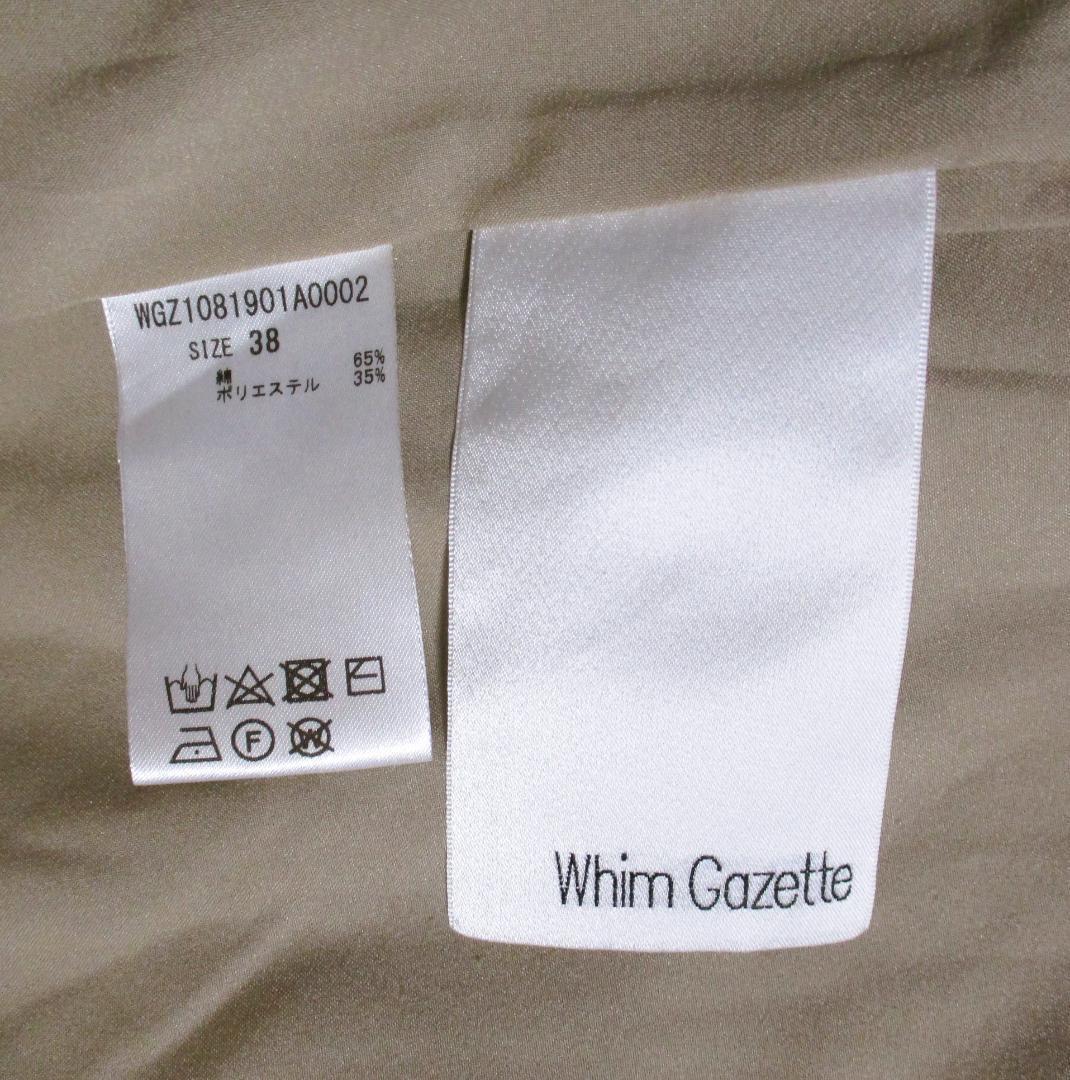 WGZ1081901A0002
SIZE 38
綿 65%
ポリエステル 35%
F
W
Whim Gazette